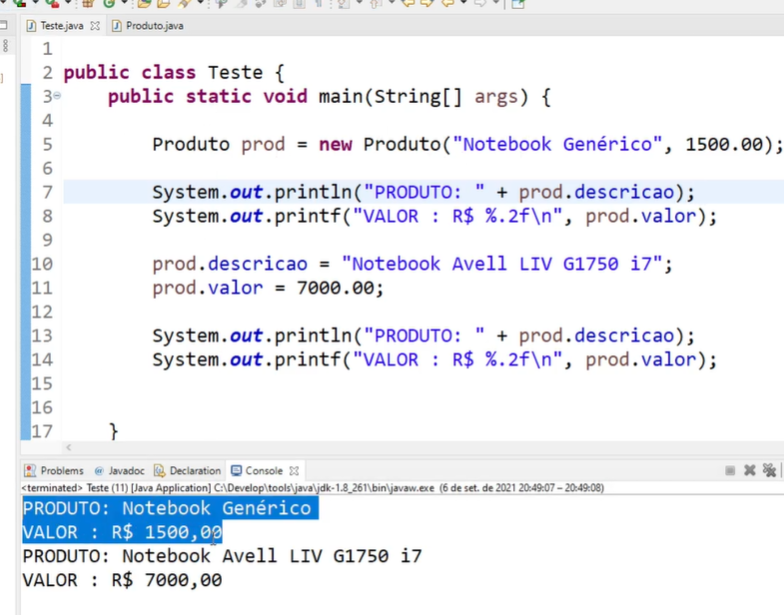 Teste.java Produto.java
1
2 public class Teste {
3 public static void main(String[] args) {
4
5 Produto prod = new Produto("Notebook Genérico", 1500.00);
6
7 System.out.println("PRODUTO: " + prod.descricao);
8 System.out.printf("VALOR : R$ %.2f\n", prod.valor);
9
10 prod.descricao = "Notebook Avell LIV G1750 i7";
11 prod.valor = 7000.00;
12
13 System.out.println("PRODUTO: " + prod.descricao);
14 System.out.printf("VALOR : R$ %.2f\n", prod.valor);
15
16
17 }
Problems @ Javadoc Declaration Console
<terminated> Teste (11) [Java Application] C:\Develop\tools\java\jdk-1.8_261\bin\javaw.exe (6 de set. de 2021 20:49:07 – 20:49:08)
PRODUTO: Notebook Genérico
VALOR : R$ 1500,00
PRODUTO: Notebook Avell LIV G1750 i7
VALOR : R$ 7000,00